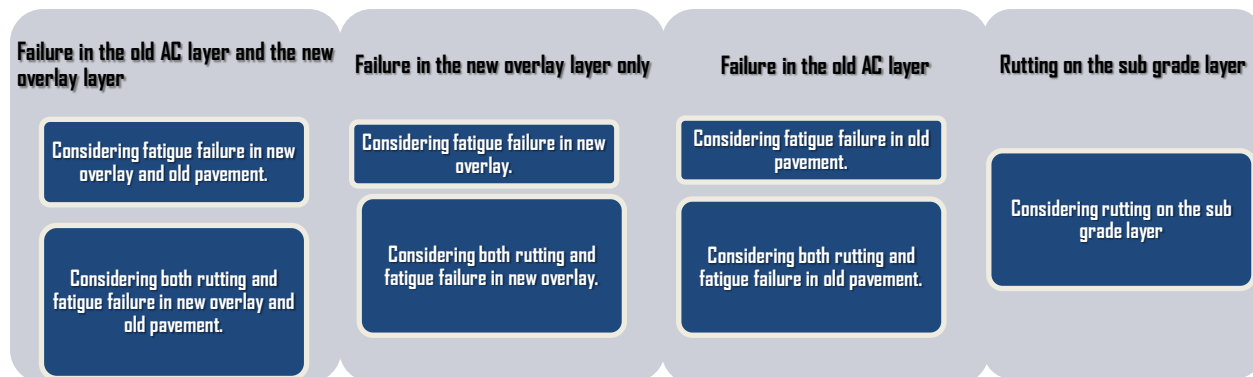 Failure in the old AC layer and the new
overlay layer
Considering fatigue failure in new
overlay and old pavement.
Considering both rutting and
fatigue failure in new overlay and
old pavement.
Failure in the new overlay layer only
Considering fatigue failure in new
overlay.
Considering both rutting and
fatigue failure in new overlay.
Failure in the old AC layer
Considering fatigue failure in old
pavement.
Considering both rutting and
fatigue failure in old pavement.
Rutting on the sub grade layer
Considering rutting on the sub
grade layer